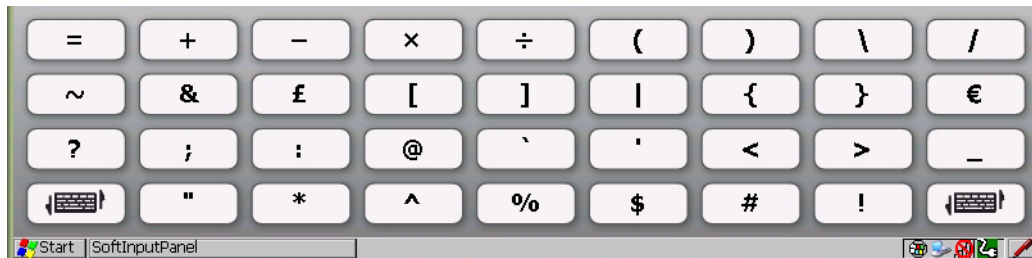 = + − × ÷ ( ) \ /
~ & £ [ ] | { } €
? ; : @ ` ' < > _
" * ^ % $ # !
Start SoftInputPanel